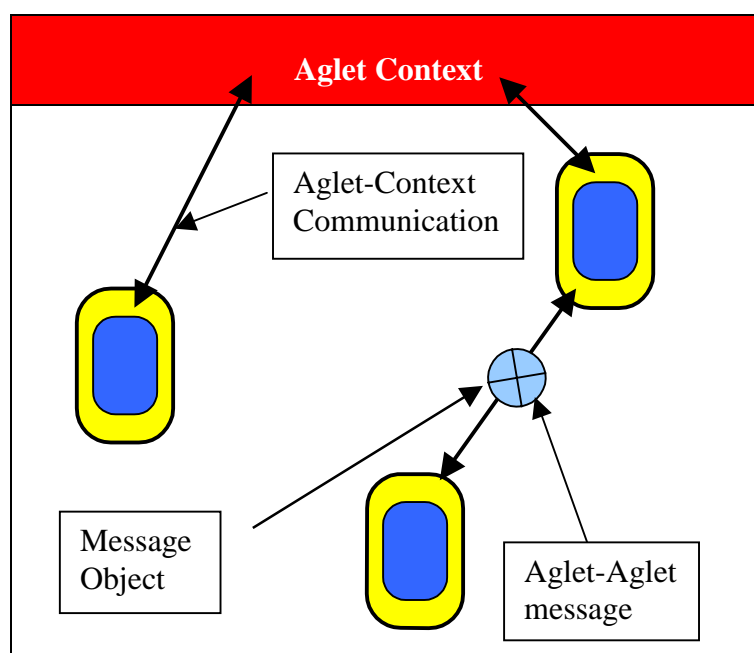 Aglet Context
Aglet-Context
Communication
Message
Object
Aglet-Aglet
message